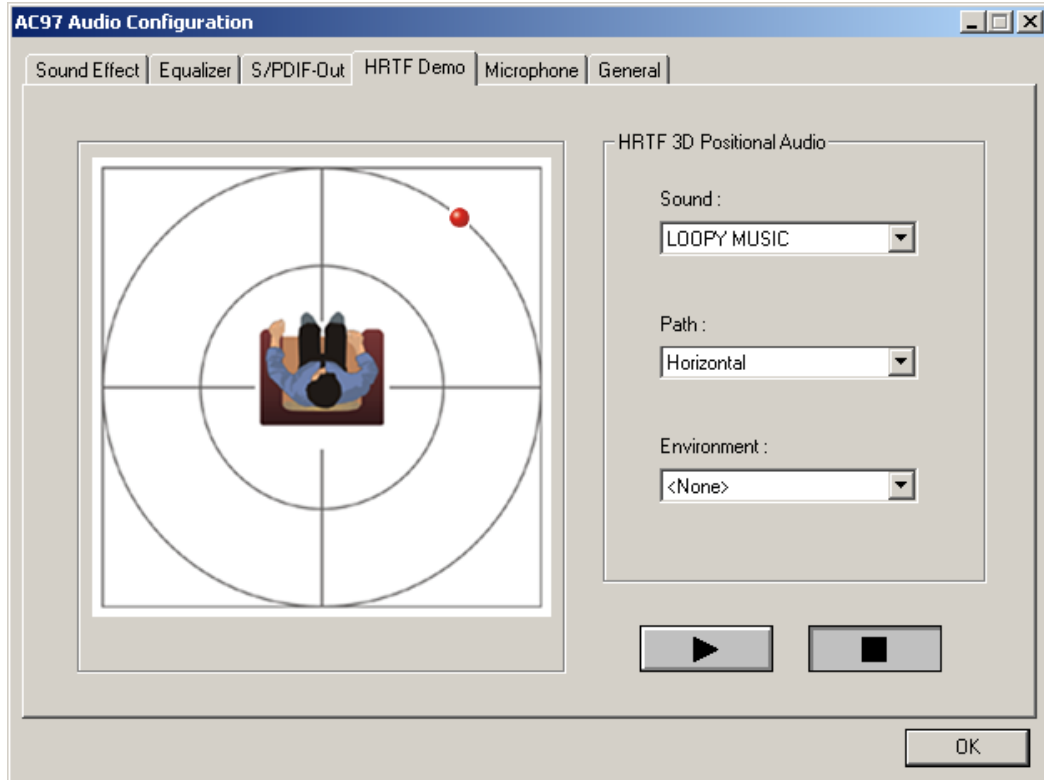 AC97 Audio Configuration
Sound Effect Equalizer S/PDIF-Out HRTF Demo Microphone General
HRTF 3D Positional Audio
Sound :
LOOPY MUSIC
Path :
Horizontal
Environment :
<None>
OK